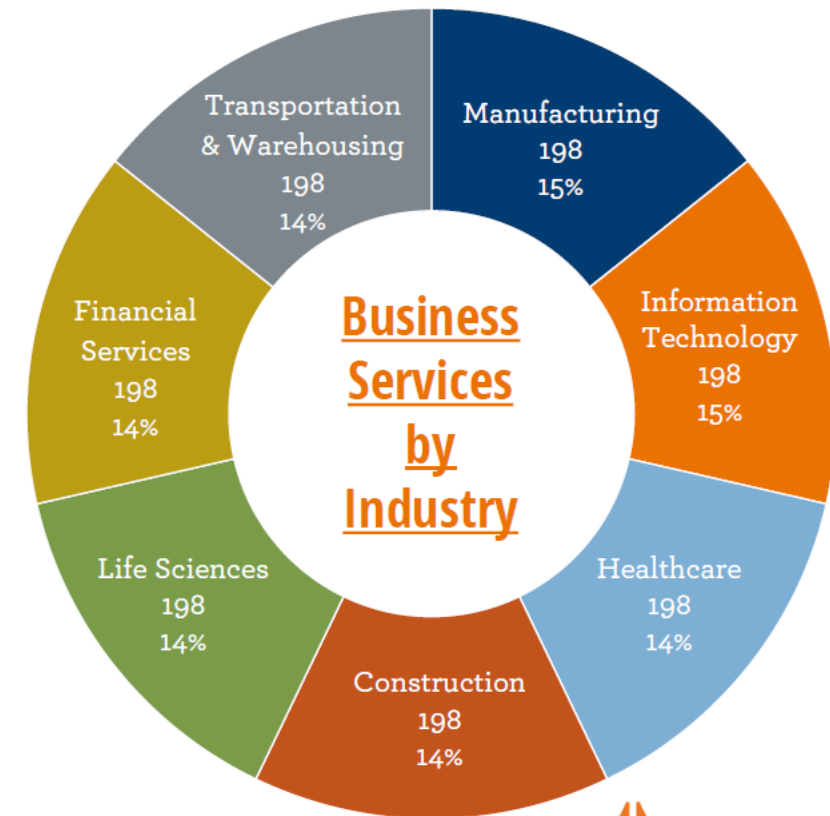 Business
Services
by
Industry
Manufacturing
198
15%
Information
Technology
198
15%
Healthcare
198
14%
Construction
198
14%
Life Sciences
198
14%
Financial
Services
198
14%
Transportation
& Warehousing
198
14%